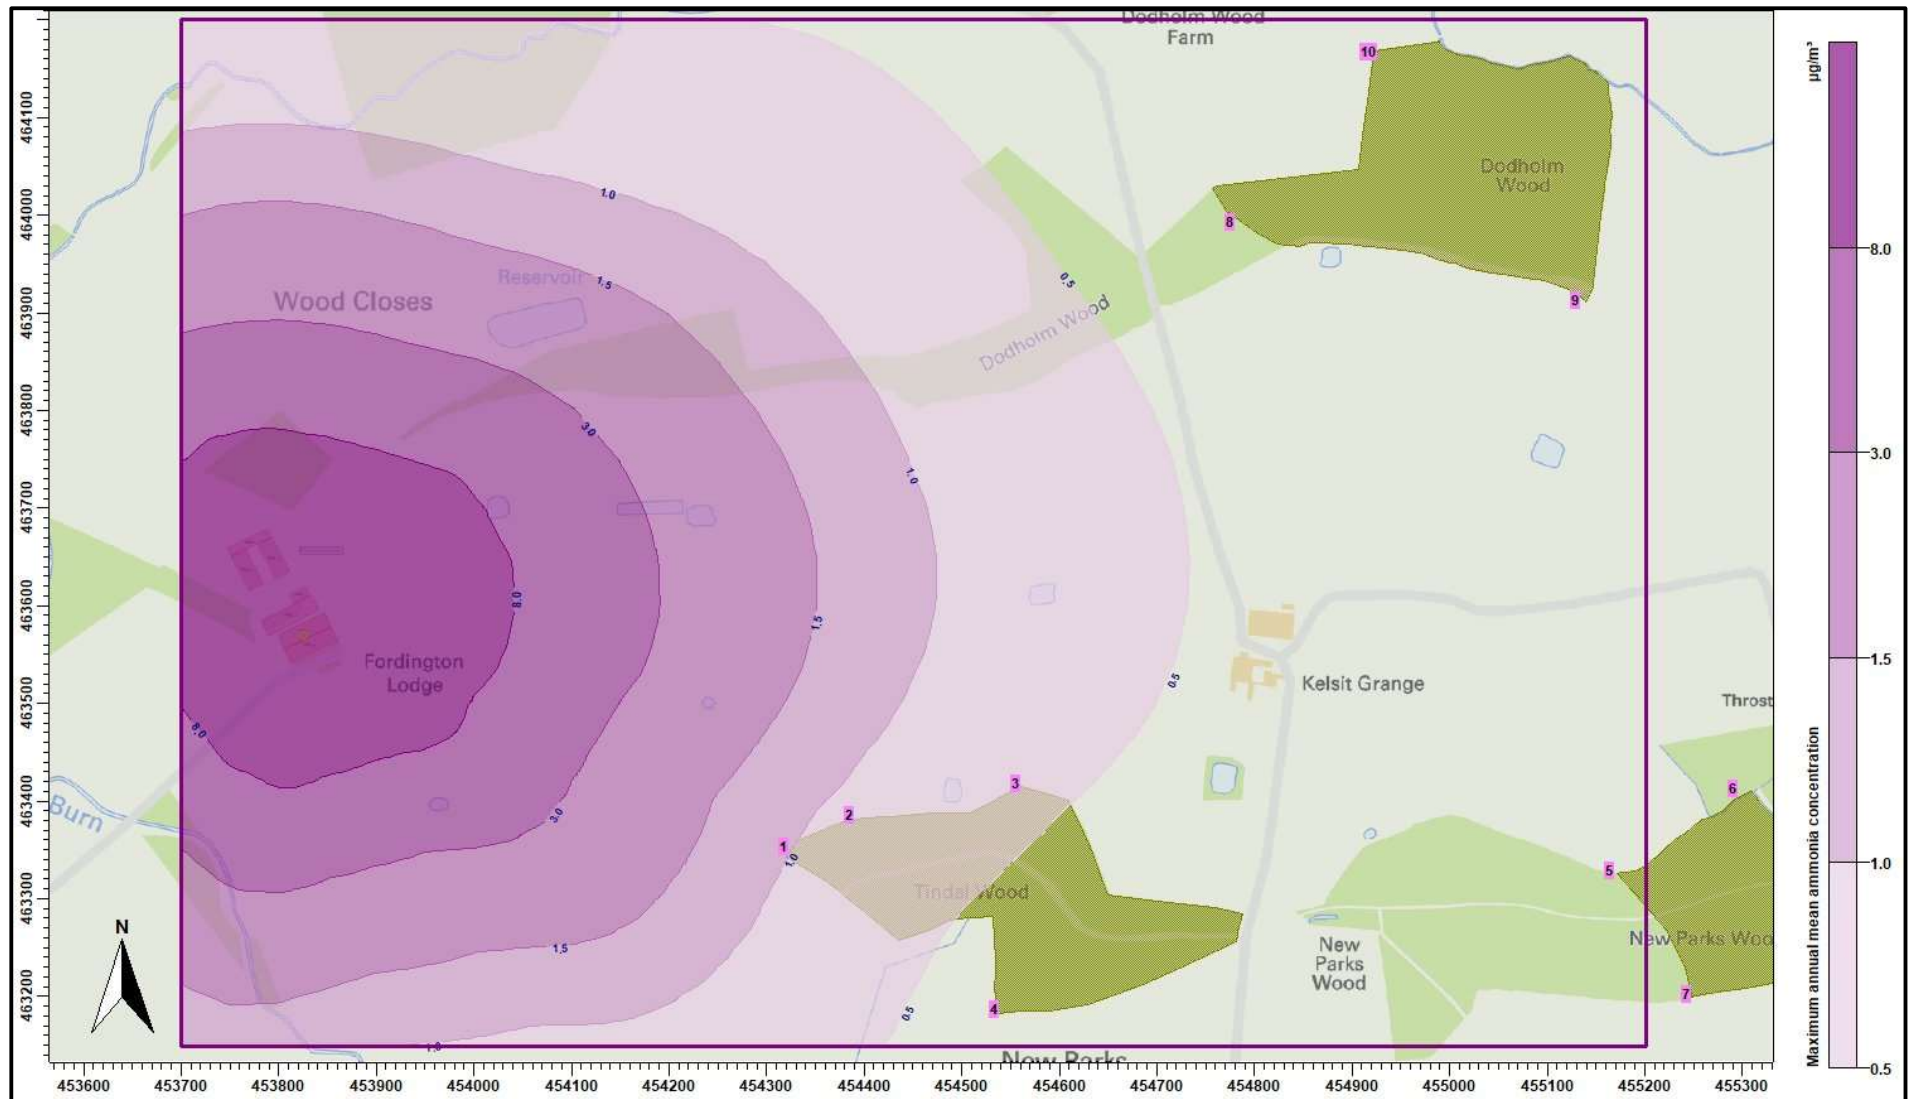 Dodholm Wood
Farm
10
µg/m³
464100
Dodholm
Wood
464000
1.0
8
8.0
Reservoir
1.5
0.5
Wood Closes
9
463900
Dodholm Wood
463800
3.0
1.0
3.0
463700
463600
8.0
1.5
Fordington
Lodge
1.5
0.5
Kelsit Grange
463500
Throst
8.0
463400
3
6
Burn
3.0
2
1
1.0
5
1.0
463300
Tindal Wood
N
1.5
New
Parks
Wood
New Parks Woo
463200
7
4
0.5
1.0
New Parks
Maximum annual mean ammonia concentration
0.5
453600 453700 453800 453900 454000 454100 454200 454300 454400 454500 454600 454700 454800 454900 455000 455100 455200 455300